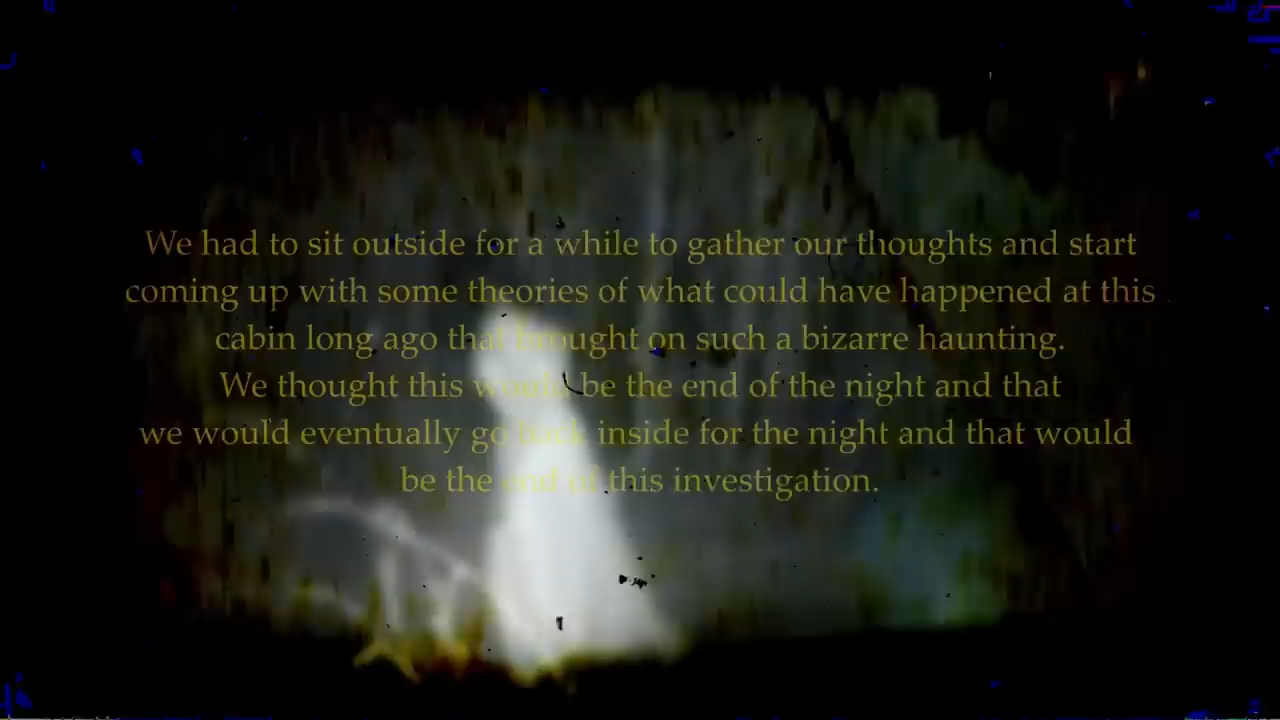 We had to sit outside for a while to gather our thoughts and start
coming up with some theories of what could have happened at this
cabin long ago that brought on such a bizarre haunting.
We thought this would be the end of the night and that
we would eventually go back inside for the night and that would
be the end of this investigation.